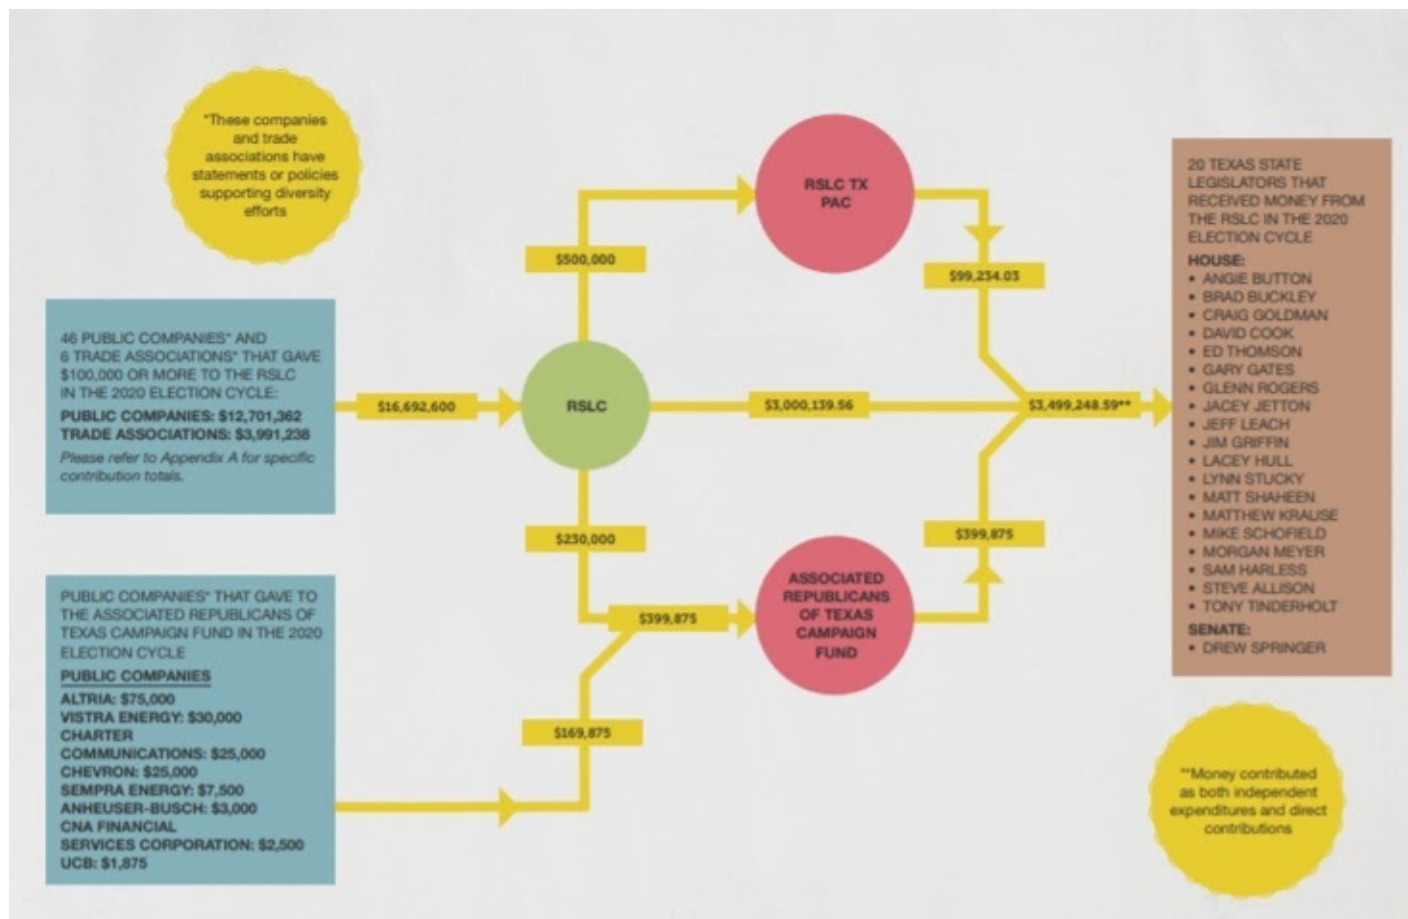 *These companies
and trade
associations have
statements or policies
supporting diversity
efforts
46 PUBLIC COMPANIES* AND
6 TRADE ASSOCIATIONS* THAT GAVE
$100,000 OR MORE TO THE RSLC
IN THE 2020 ELECTION CYCLE:
PUBLIC COMPANIES: $12,701,362
TRADE ASSOCIATIONS: $3,991,238
Please refer to Appendix A for specific
contribution totals.
PUBLIC COMPANIES* THAT GAVE TO
THE ASSOCIATED REPUBLICANS OF
TEXAS CAMPAIGN FUND IN THE 2020
ELECTION CYCLE
PUBLIC COMPANIES
ALTRIA: $75,000
VISTRA ENERGY: $30,000
CHARTER
COMMUNICATIONS: $25,000
CHEVRON: $25,000
SEMPRA ENERGY: $7,500
ANHEUSER-BUSCH: $3,000
CNA FINANCIAL
SERVICES CORPORATION: $2,500
UCB: $1,875
$16,692,600
RSLC
$500,000
$230,000
$169,875
$399,875
RSLC TX
PAC
$3,000,139.56
ASSOCIATED
REPUBLICANS
OF TEXAS
CAMPAIGN
FUND
$99,234.03
$399,875
$3,499,248.59**
20 TEXAS STATE
LEGISLATORS THAT
RECEIVED MONEY FROM
THE RSLC IN THE 2020
ELECTION CYCLE
HOUSE:
• ANGIE BUTTON
• BRAD BUCKLEY
• CRAIG GOLDMAN
• DAVID COOK
• ED THOMSON
• GARY GATES
• GLENN ROGERS
• JACEY JETTON
• JEFF LEACH
• JIM GRIFFIN
• LACEY HULL
• LYNN STUCKY
• MATT SHAHEEN
• MATTHEW KRAUSE
• MIKE SCHOFIELD
• MORGAN MEYER
• SAM HARLESS
• STEVE ALLISON
• TONY TINDERHOLT
SENATE:
• DREW SPRINGER
**Money contributed
as both independent
expenditures and direct
contributions